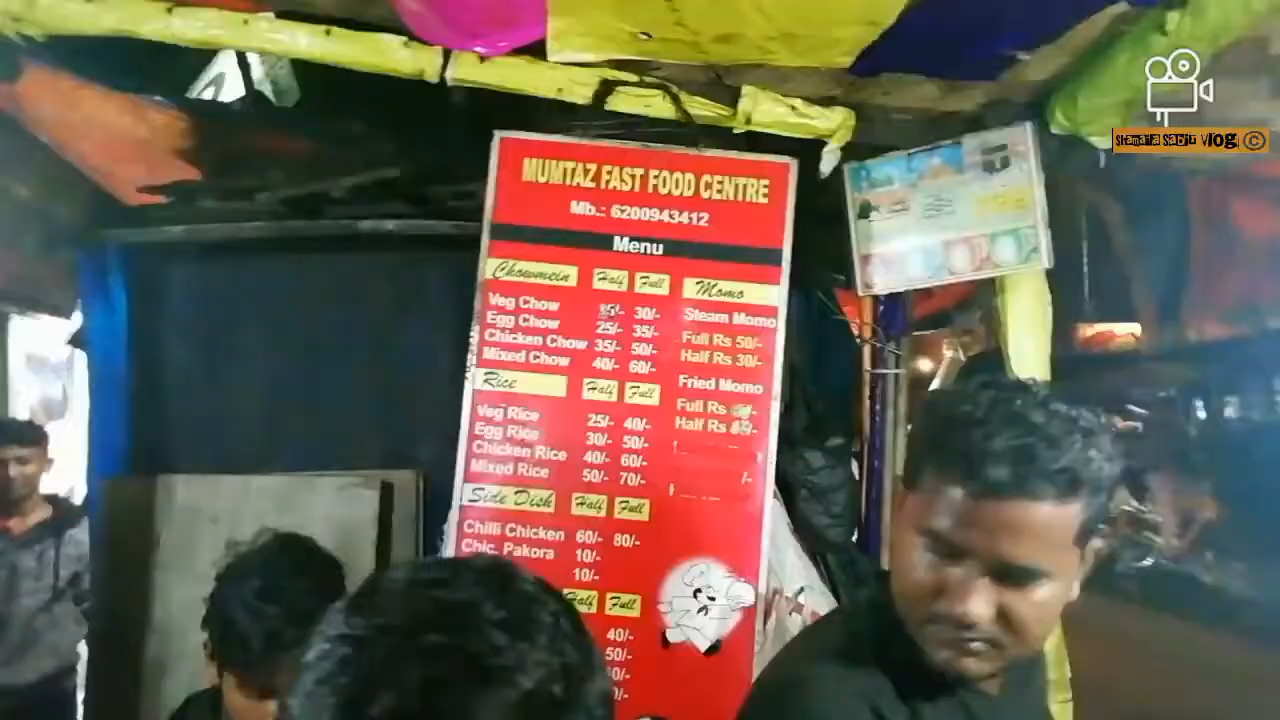 Shamaila Sabir Vlog ©
MUMTAZ FAST FOOD CENTRE
Mb.: 6200943412
Menu
Chowmein Half Full
Veg Chow 30/-
Egg Chow 25/- 35/-
Chicken Chow 35/- 50/-
Mixed Chow 40/- 60/-
Rice Half Full
Veg Rice 25/- 40/-
Egg Rice 30/- 50/-
Chicken Rice 40/- 60/-
Mixed Rice 50/- 70/-
Side Dish Half Full
Chilli Chicken 60/- 80/-
Chic. Pakora 10/-
10/-
Half Full
40/-
50/-
Momo
Steam Momo
Full Rs 50/-
Half Rs 30/-
Fried Momo
Full Rs
Half Rs